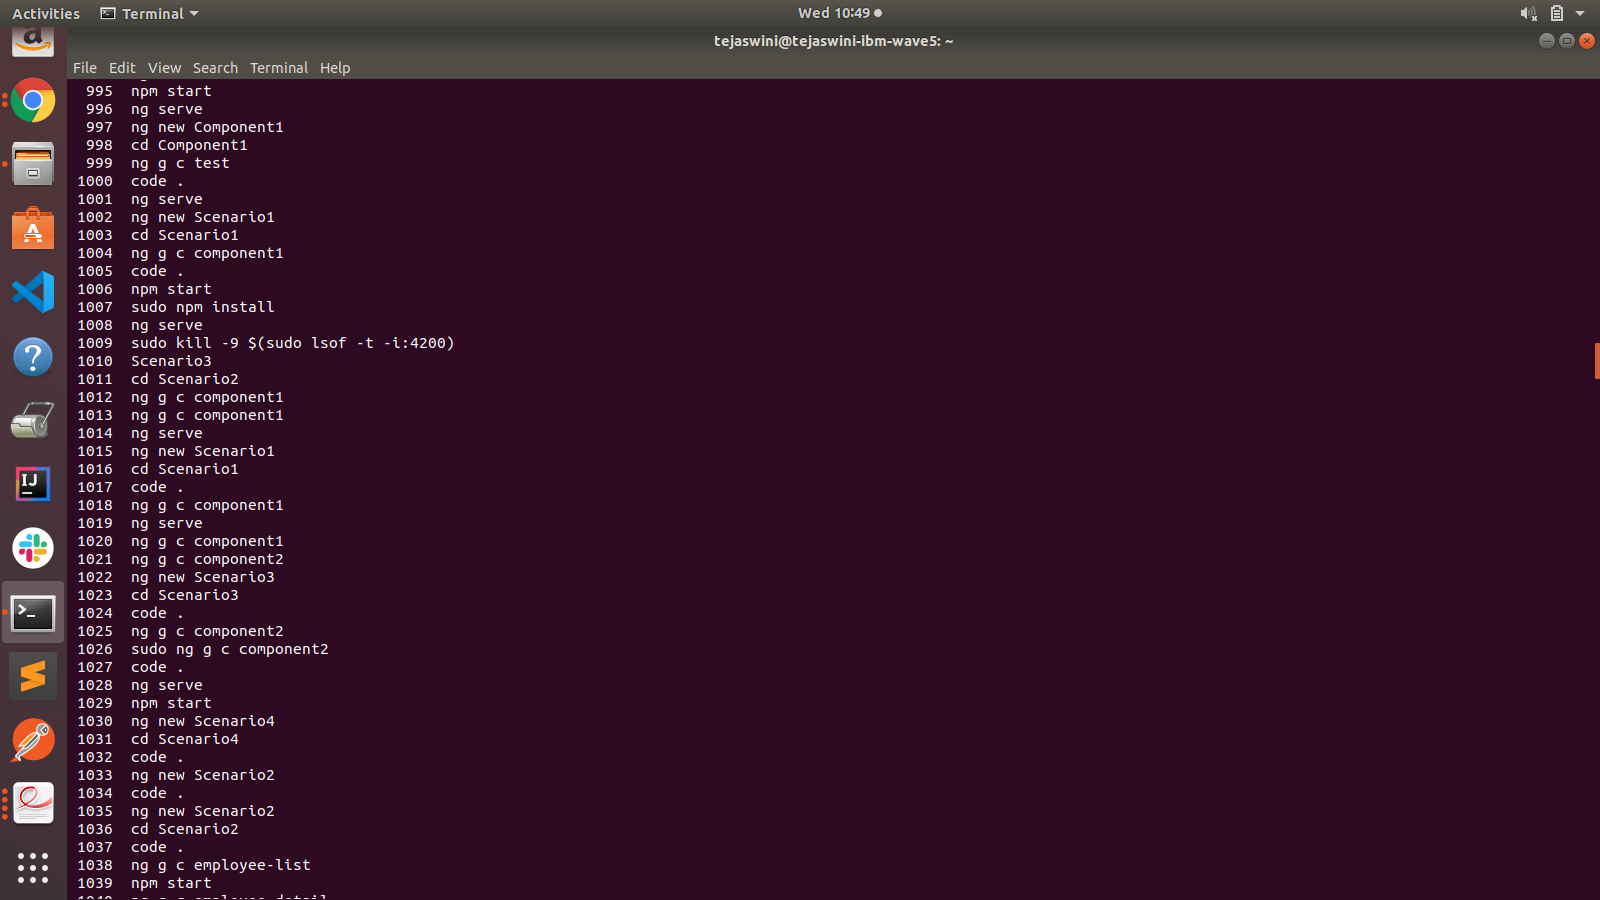 Activities Terminal Wed 10:49
tejaswini@tejaswini-ibm-wave5: ~
File Edit View Search Terminal Help
995 npm start
996 ng serve
997 ng new Component1
998 cd Component1
999 ng g c test
1000 code .
1001 ng serve
1002 ng new Scenario1
1003 cd Scenario1
1004 ng g c component1
1005 code .
1006 npm start
1007 sudo npm install
1008 ng serve
1009 sudo kill -9 $(sudo lsof -t -i:4200)
1010 Scenario3
1011 cd Scenario2
1012 ng g c component1
1013 ng g c component1
1014 ng serve
1015 ng new Scenario1
1016 cd Scenario1
1017 code .
1018 ng g c component1
1019 ng serve
1020 ng g c component1
1021 ng g c component2
1022 ng new Scenario3
1023 cd Scenario3
1024 code .
1025 ng g c component2
1026 sudo ng g c component2
1027 code .
1028 ng serve
1029 npm start
1030 ng new Scenario4
1031 cd Scenario4
1032 code .
1033 ng new Scenario2
1034 code .
1035 ng new Scenario2
1036 cd Scenario2
1037 code .
1038 ng g c employee-list
1039 npm start